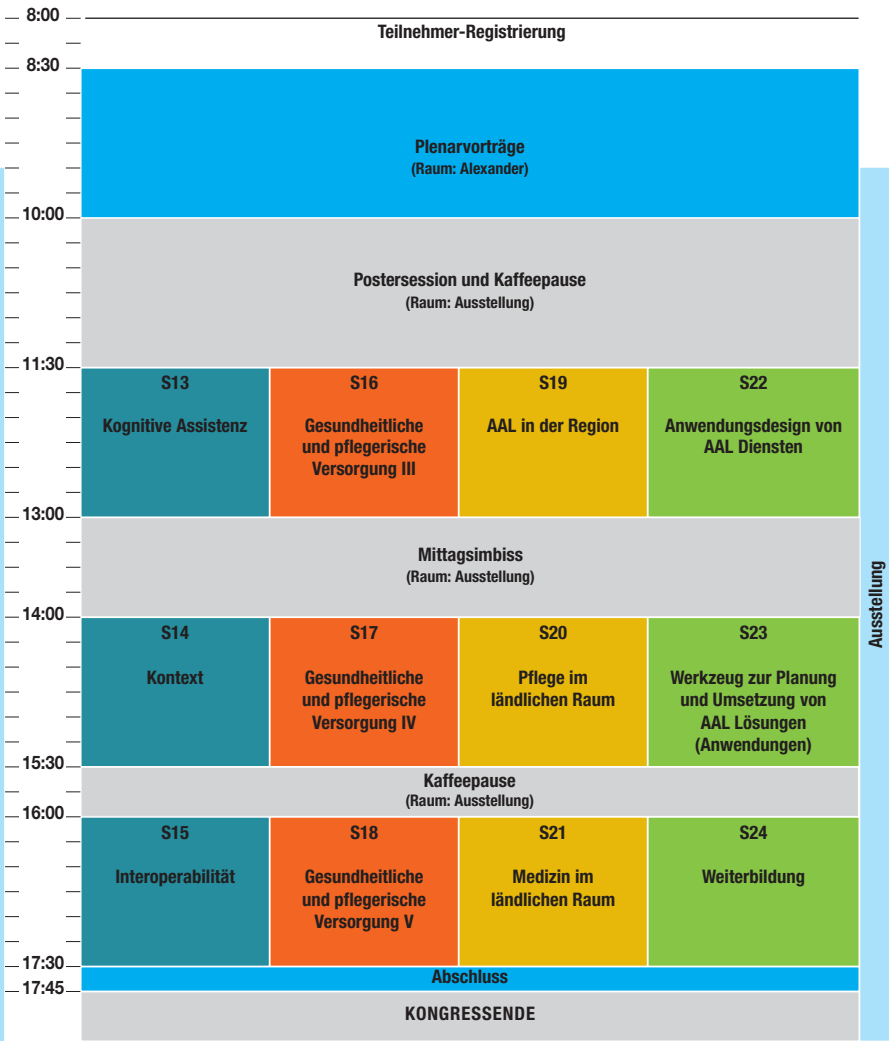 8:00
Teilnehmer-Registrierung
8:30
Plenarvorträge
(Raum: Alexander)
10:00
Postersession und Kaffeepause
(Raum: Ausstellung)
11:30
S13
Kognitive Assistenz
S16
Gesundheitliche
und pflegerische
Versorgung III
S19
AAL in der Region
S22
Anwendungsdesign von
AAL Diensten
13:00
Mittagsimbiss
(Raum: Ausstellung)
14:00
S14
Kontext
S17
Gesundheitliche
und pflegerische
Versorgung IV
S20
Pflege im
ländlichen Raum
S23
Werkzeug zur Planung
und Umsetzung von
AAL Lösungen
(Anwendungen)
15:30
Kaffeepause
(Raum: Ausstellung)
16:00
S15
Interoperabilität
S18
Gesundheitliche
und pflegerische
Versorgung V
S21
Medizin im
ländlichen Raum
S24
Weiterbildung
17:30
Abschluss
17:45
KONGRESSENDE
Ausstellung